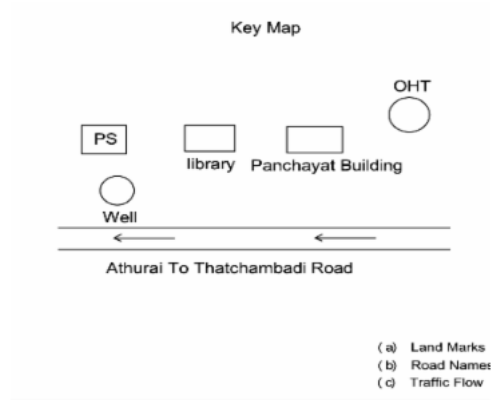 Key Map
OHT
PS
library
Panchayat Building
Well
Athurai To Thatchambadi Road
(a) Land Marks
(b) Road Names
(c) Traffic Flow